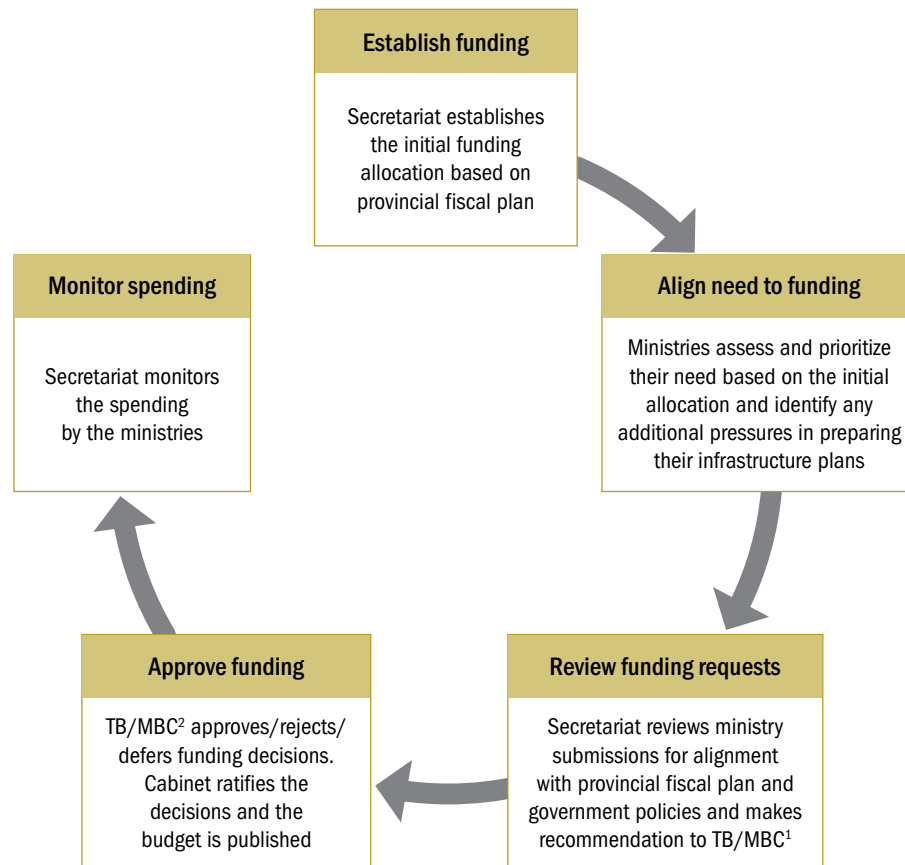 Establish funding
Secretariat establishes
the initial funding
allocation based on
provincial fiscal plan
Align need to funding
Ministries assess and prioritize
their need based on the initial
allocation and identify any
additional pressures in preparing
their infrastructure plans
Review funding requests
Secretariat reviews ministry
submissions for alignment
with provincial fiscal plan and
government policies and makes
recommendation to TB/MBC¹
Approve funding
TB/MBC² approves/rejects/
defers funding decisions.
Cabinet ratifies the
decisions and the
budget is published
Monitor spending
Secretariat monitors
the spending
by the ministries